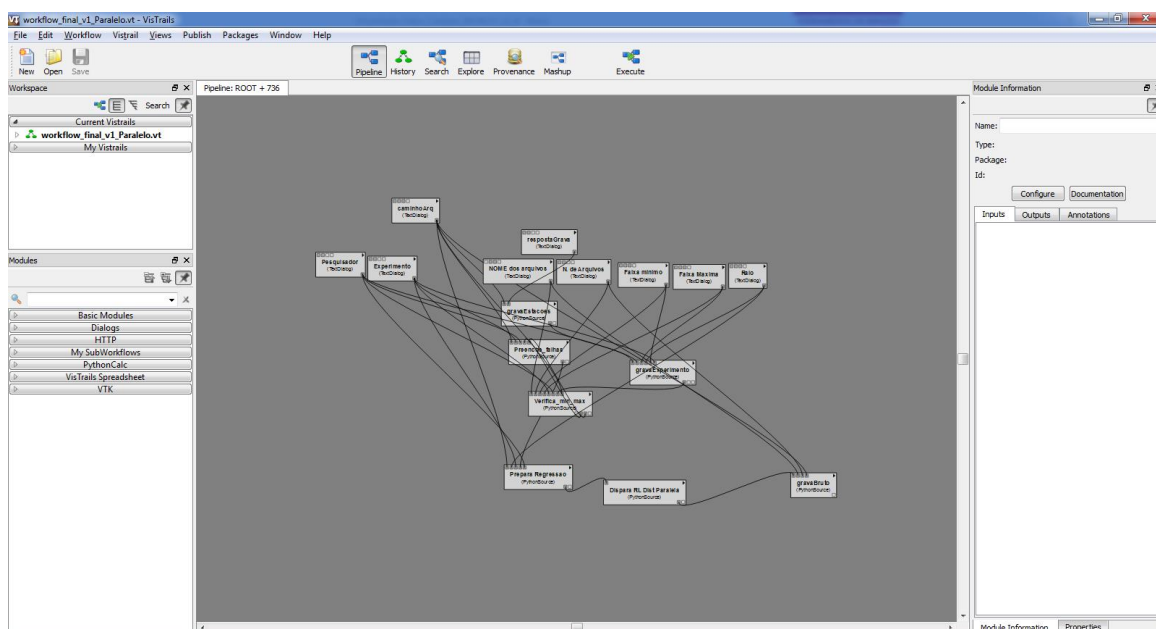 workflow_final_v1_Paralelo.vt - VisTrails
File Edit Workflow Vistrail Views Publish Packages Window Help
New Open Save Pipeline History Search Explore Provenance Mashup Execute
Workspace
Search
Current Vistrails
workflow_final_v1_Paralelo.vt
My Vistrails
Modules
Basic Modules
Dialogs
HTTP
My SubWorkflows
PythonCalc
VisTrails Spreadsheet
VTK
Pipeline: ROOT + 736
caminhoArq
(TextDialog)
respostaGrava
(TextDialog)
Pesquisador
(TextDialog)
Experimento
(TextDialog)
NOME dos arquivos
(TextDialog)
N. de Arquivos
(TextDialog)
Faixa minimo
(TextDialog)
Faixa Maxima
(TextDialog)
Raio
(TextDialog)
gravaEstacoes
(PythonSource)
Preenche_falhas
(PythonSource)
gravaExperimento
(PythonSource)
Verifica_min_max
(PythonSource)
Prepara Regressao
(PythonSource)
Dispara RL Dist Paralela
(PythonSource)
gravaBruto
(PythonSource)
Module Information
Name:
Type:
Package:
Id:
Configure Documentation
Inputs Outputs Annotations
Module Information Properties